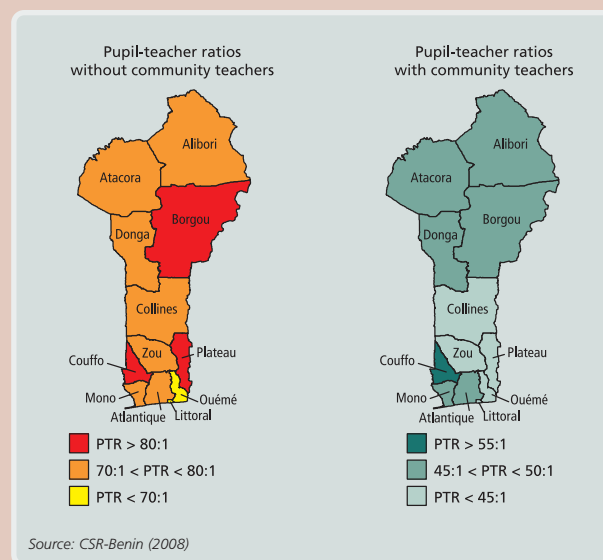 Pupil-teacher ratios
without community teachers
Alibori
Atacora
Borgou
Donga
Collines
Zou
Plateau
Couffo
Mono
Ouémé
Atlantique
Littoral
PTR > 80:1
70:1 < PTR < 80:1
PTR < 70:1
Pupil-teacher ratios
with community teachers
Alibori
Atacora
Borgou
Donga
Collines
Zou
Plateau
Couffo
Mono
Ouémé
Atlantique
Littoral
PTR > 55:1
45:1 < PTR < 50:1
PTR < 45:1
Source: CSR-Benin (2008)